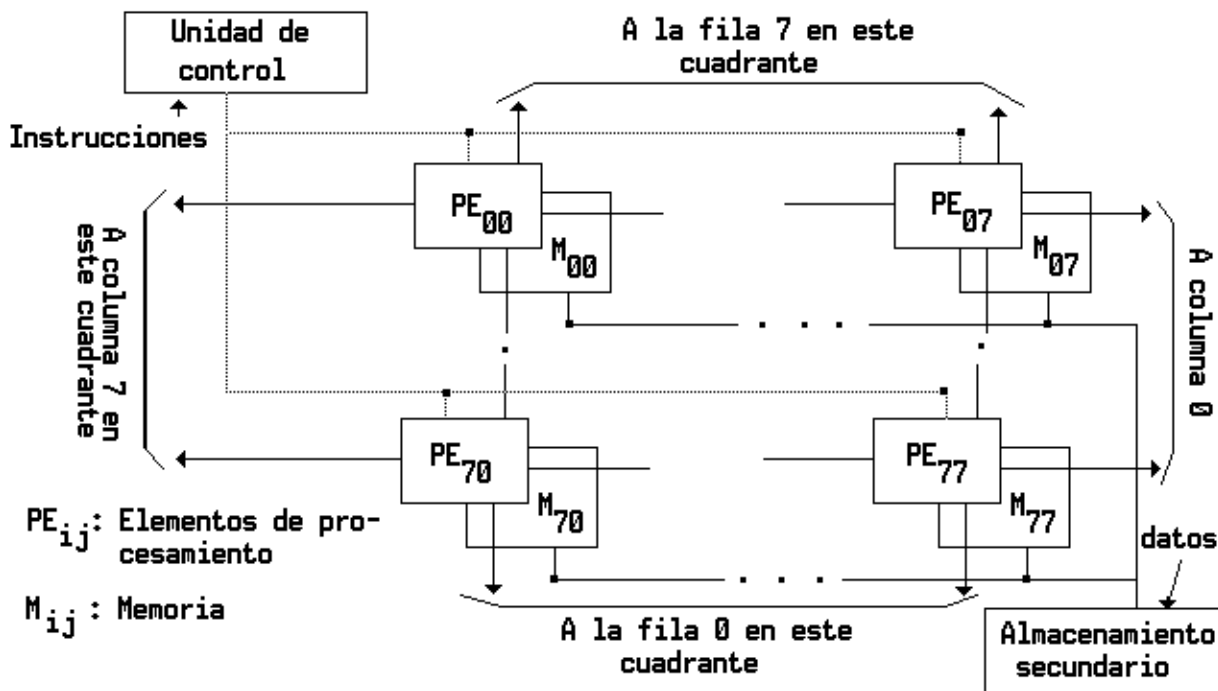 Unidad de
control
A la fila 7 en este
cuadrante
Instrucciones
PE00
M00
PE07
M07
A columna 7 en
este cuadrante
A columna 0
. . .
PE70
M70
PE77
M77
PEij: Elementos de pro-
cesamiento
Mij: Memoria
. . .
datos
A la fila 0 en este
cuadrante
Almacenamiento
secundario